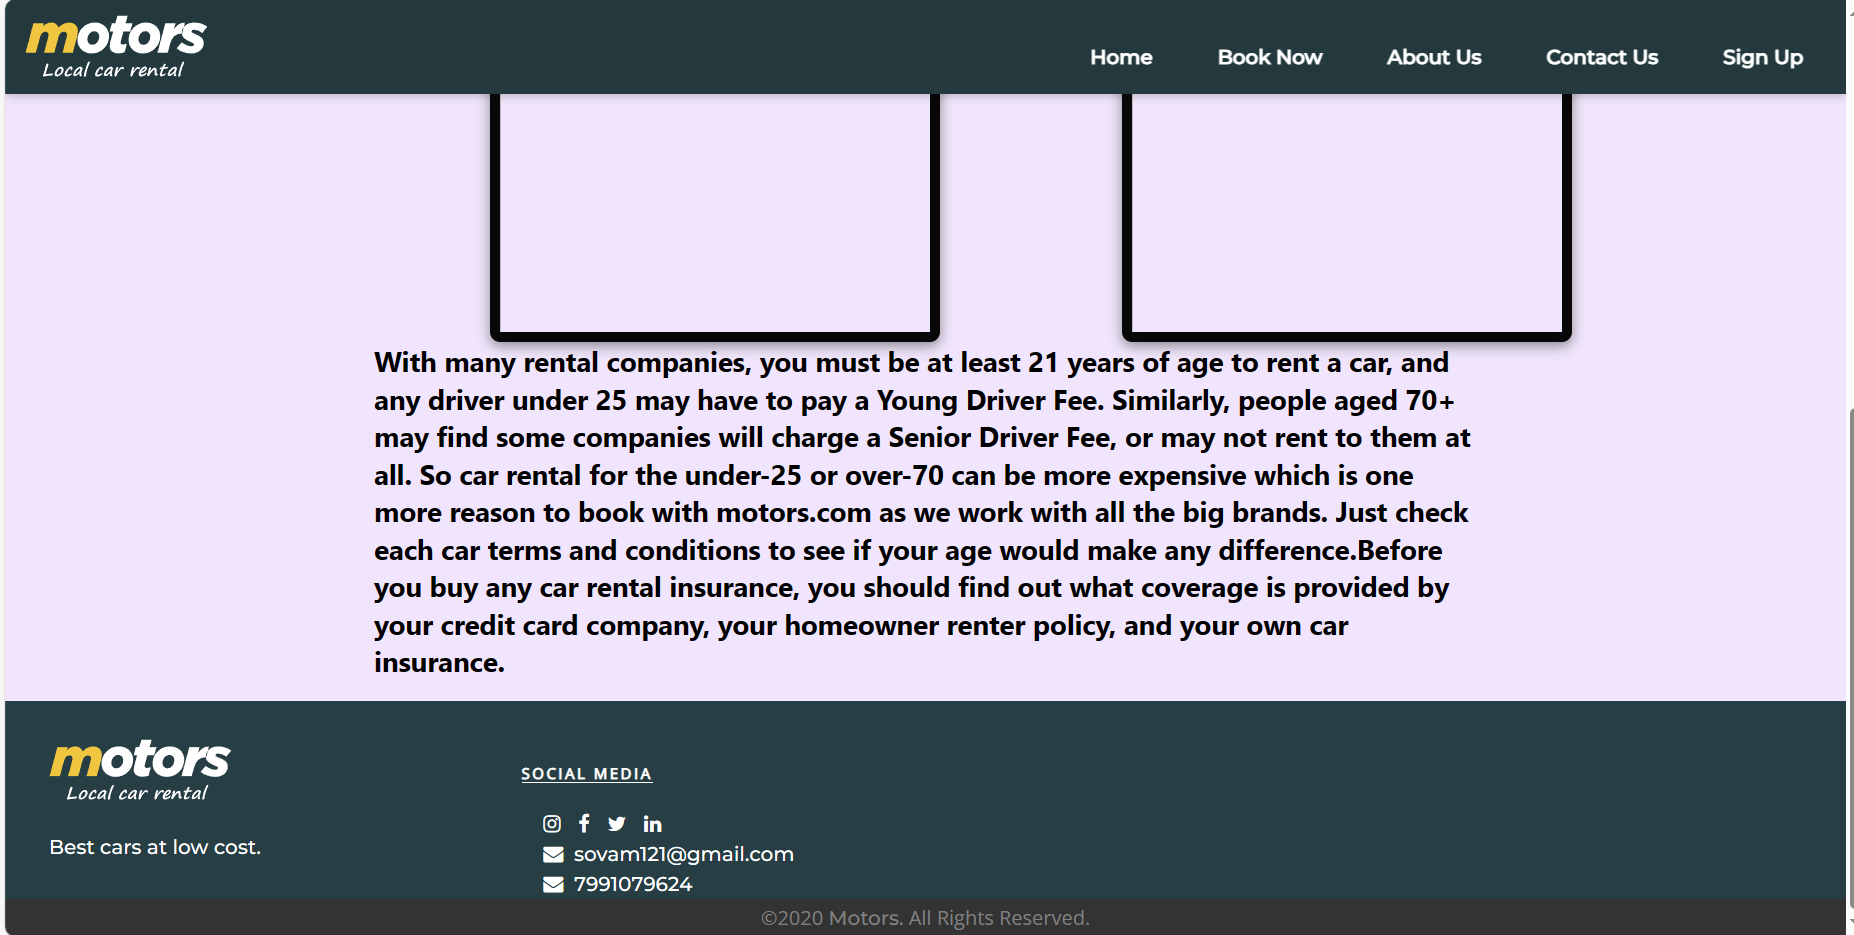 motors
Local car rental
Home Book Now About Us Contact Us Sign Up
With many rental companies, you must be at least 21 years of age to rent a car, and
any driver under 25 may have to pay a Young Driver Fee. Similarly, people aged 70+
may find some companies will charge a Senior Driver Fee, or may not rent to them at
all. So car rental for the under-25 or over-70 can be more expensive which is one
more reason to book with motors.com as we work with all the big brands. Just check
each car terms and conditions to see if your age would make any difference.Before
you buy any car rental insurance, you should find out what coverage is provided by
your credit card company, your homeowner renter policy, and your own car
insurance.
motors
Local car rental
Best cars at low cost.
SOCIAL MEDIA
sovam121@gmail.com
7991079624
©2020 Motors. All Rights Reserved.